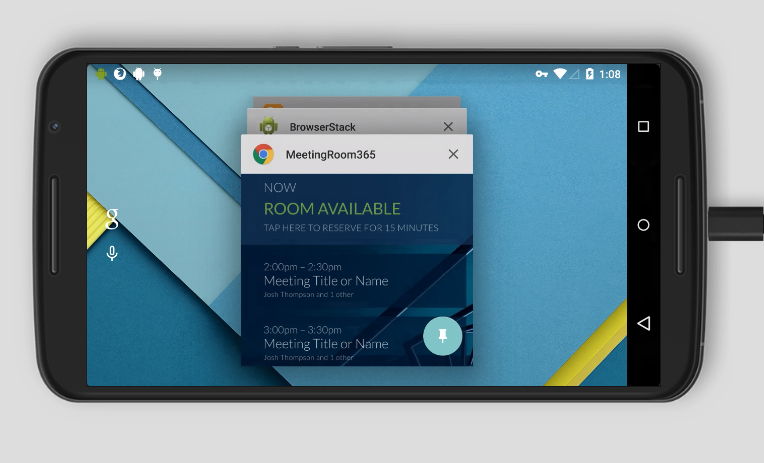 1:08
BrowserStack
MeetingRoom365
NOW
ROOM AVAILABLE
TAP HERE TO RESERVE FOR 15 MINUTES
g
2:00pm – 2:30pm
Meeting Title or Name
Josh Thompson and 1 other
3:00pm – 3:30pm
Meeting Title or Name
Josh Thompson and 1 other